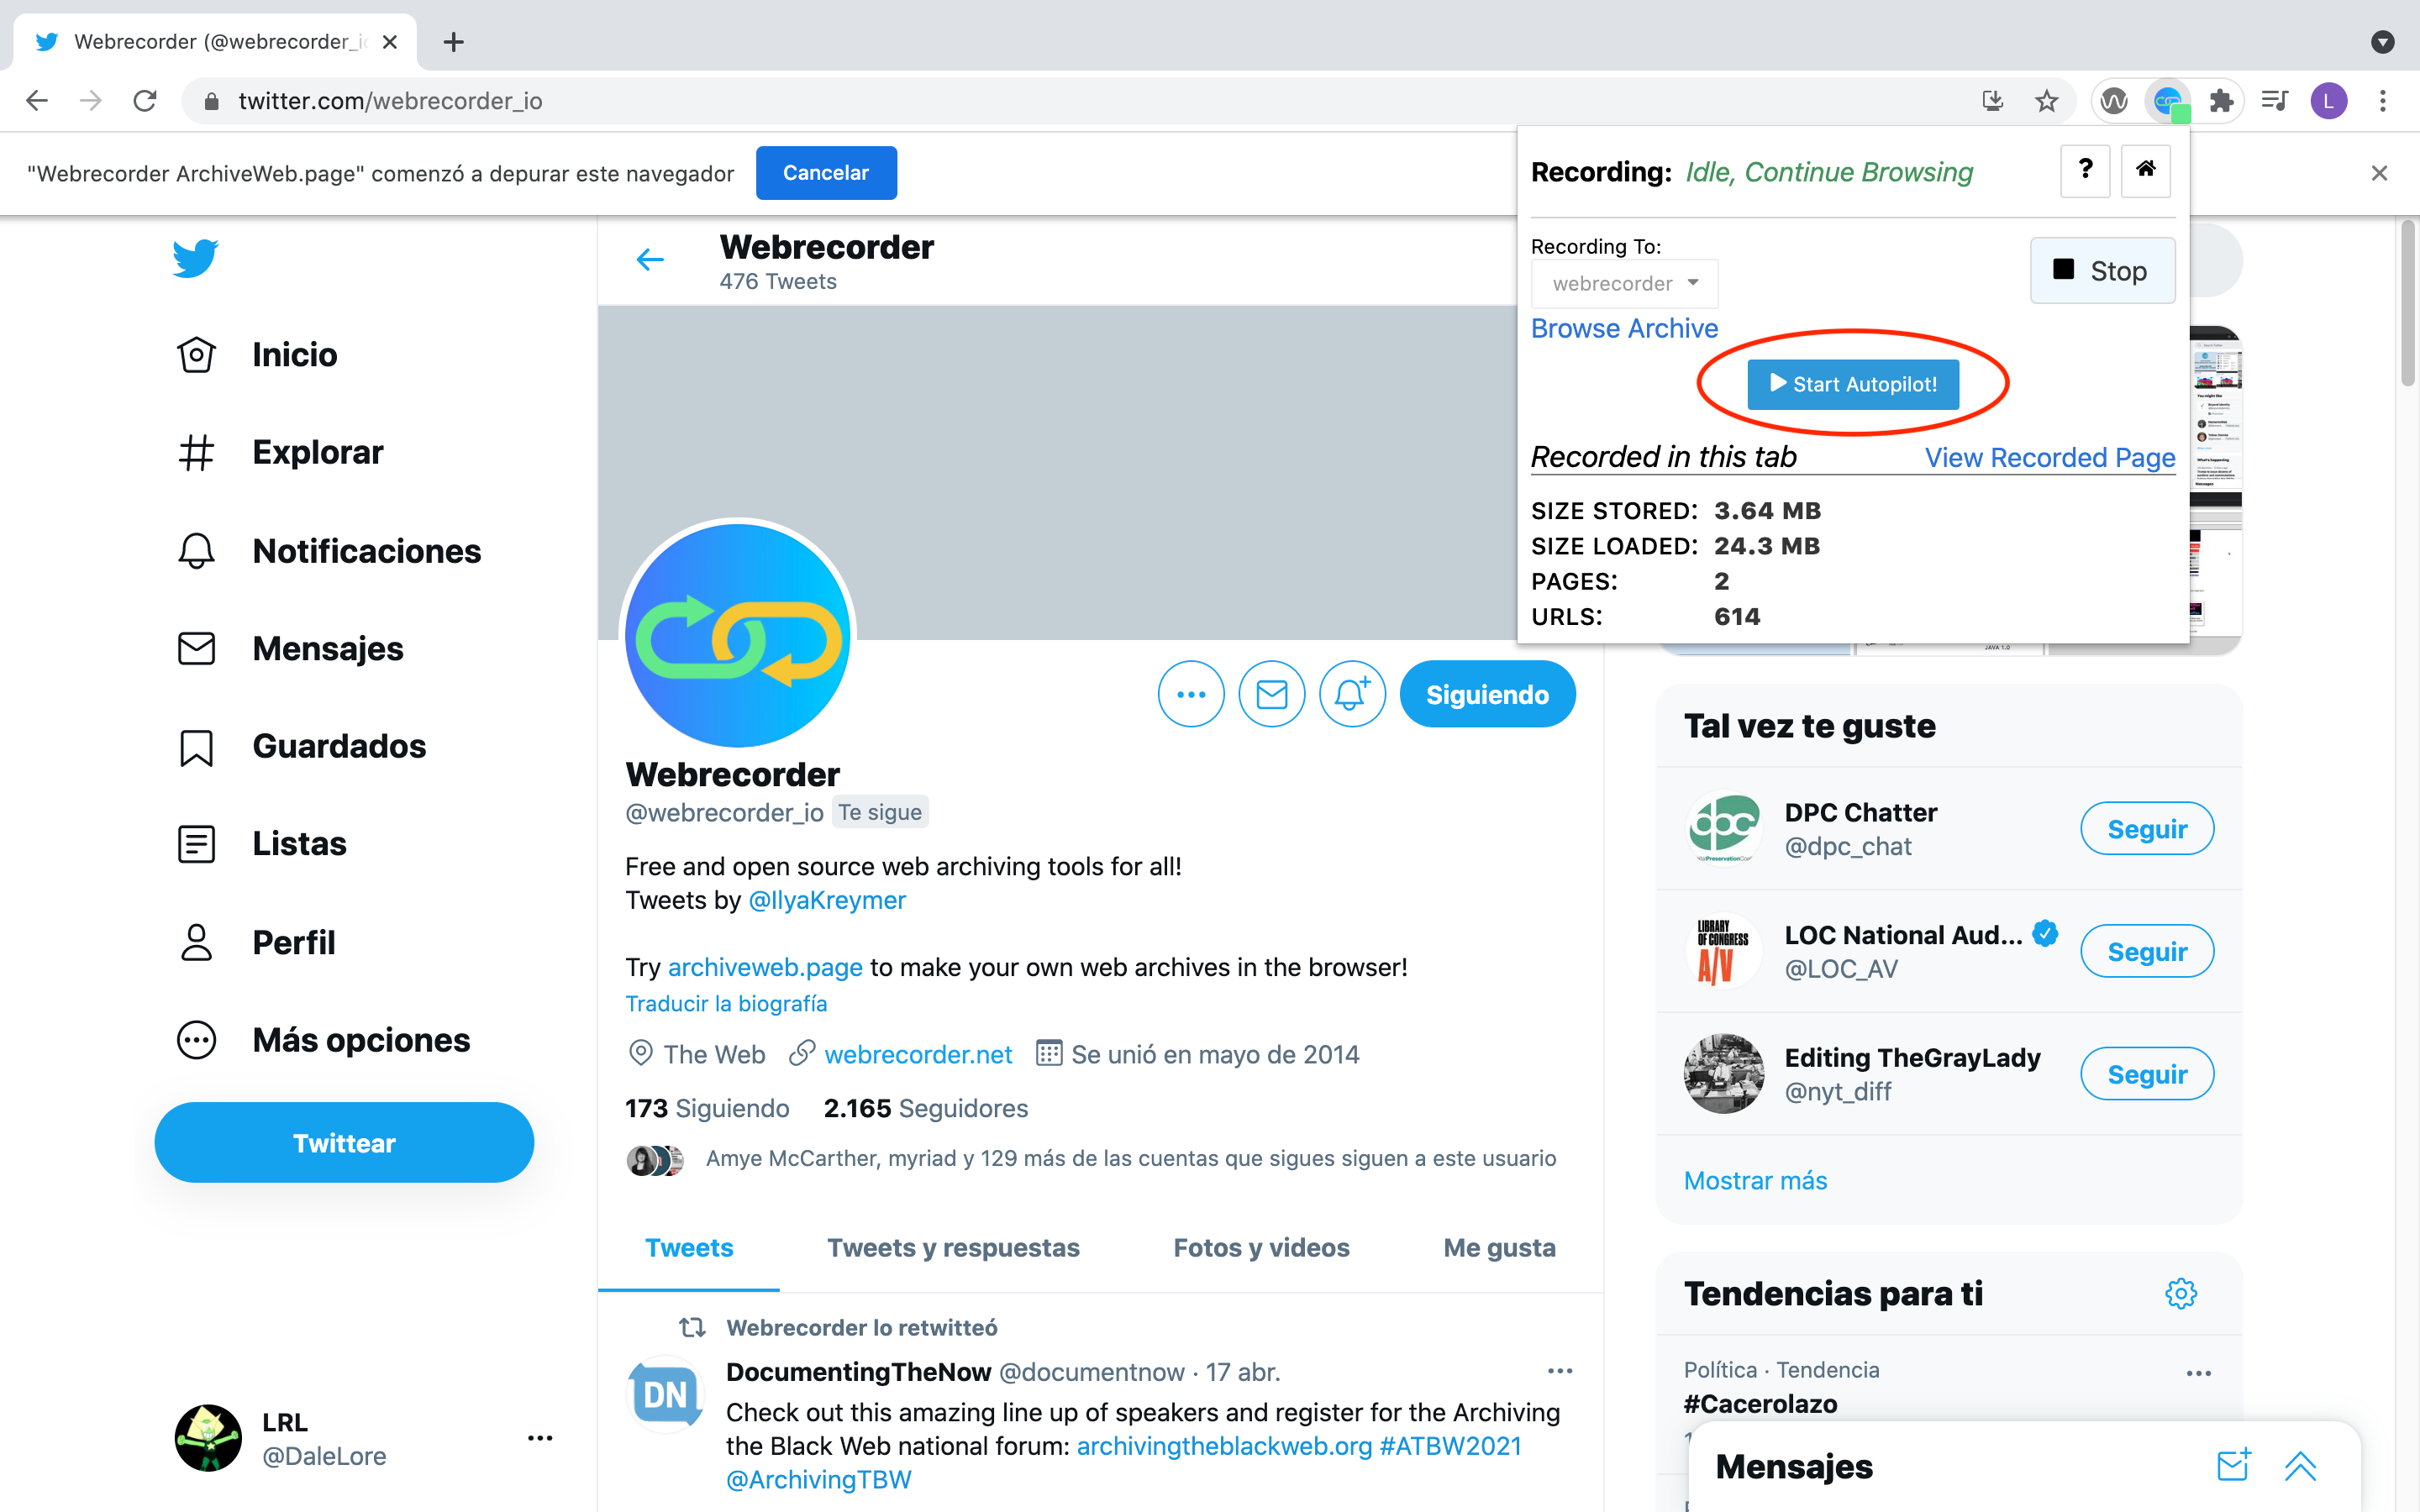 Webrecorder (@webrecorder_i
twitter.com/webrecorder_io
L
"Webrecorder ArchiveWeb.page" comenzó a depurar este navegador
Cancelar
Recording: Idle, Continue Browsing
?
Recording To:
webrecorder
Stop
Browse Archive
Start Autopilot!
Recorded in this tab
View Recorded Page
SIZE STORED: 3.64 MB
SIZE LOADED: 24.3 MB
PAGES: 2
URLS: 614
Inicio
Explorar
Notificaciones
Mensajes
Guardados
Listas
Perfil
Más opciones
Twittear
LRL
@DaleLore
Webrecorder
476 Tweets
Siguiendo
Webrecorder
@webrecorder_io Te sigue
Free and open source web archiving tools for all!
Tweets by @IlyaKreymer
Try archiveweb.page to make your own web archives in the browser!
Traducir la biografía
The Web webrecorder.net Se unió en mayo de 2014
173 Siguiendo 2.165 Seguidores
Amye McCarther, myriad y 129 más de las cuentas que sigues siguen a este usuario
Tweets
Tweets y respuestas
Fotos y videos
Me gusta
Webrecorder lo retwitteó
DN
DocumentingTheNow @documentnow · 17 abr.
Check out this amazing line up of speakers and register for the Archiving
the Black Web national forum: archivingtheblackweb.org #ATBW2021
@ArchivingTBW
JAVA 1.0
Tal vez te guste
dpc
DPC Chatter
@dpc_chat
Seguir
LIBRARY
OF CONGRESS
A/V
LOC National Aud...
@LOC_AV
Seguir
Editing TheGrayLady
@nyt_diff
Seguir
Mostrar más
Tendencias para ti
Política · Tendencia
#Cacerolazo
Mensajes